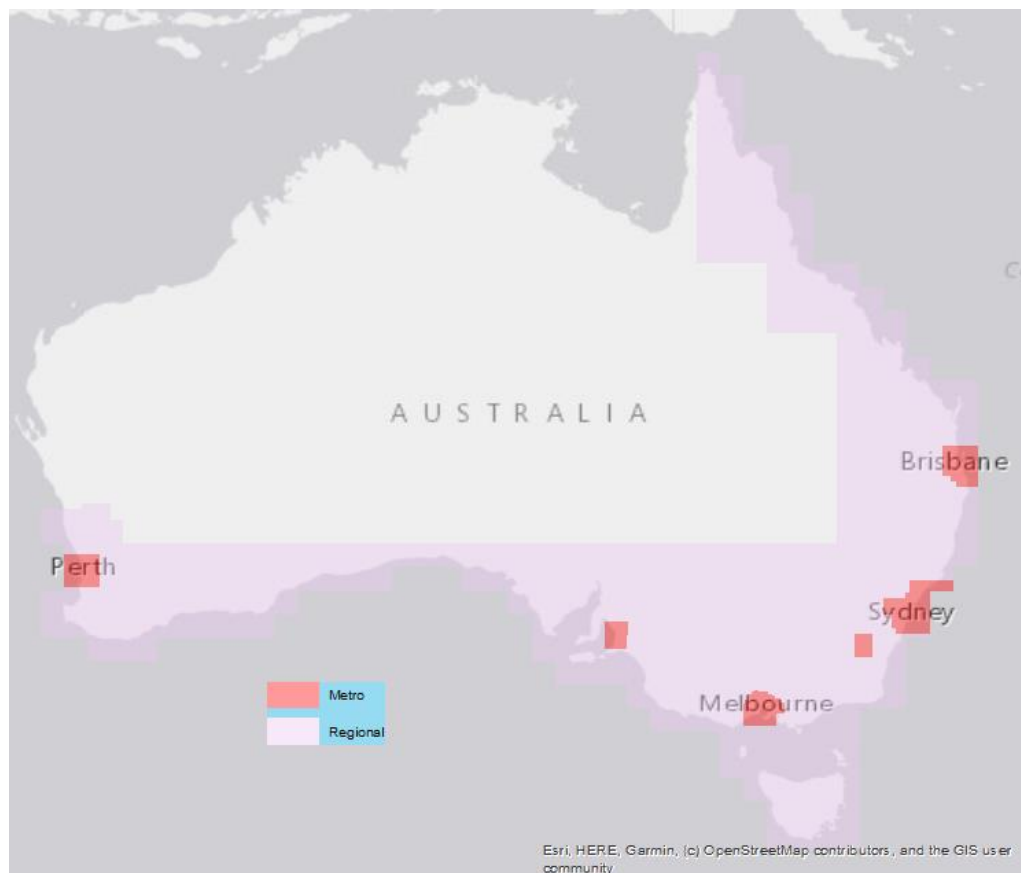 C
AUSTRALIA
Brisbane
Perth
Sydney
Melbourne
Metro
Regional
Esri, HERE, Garmin, (c) OpenStreetMap contributors, and the GIS user
community